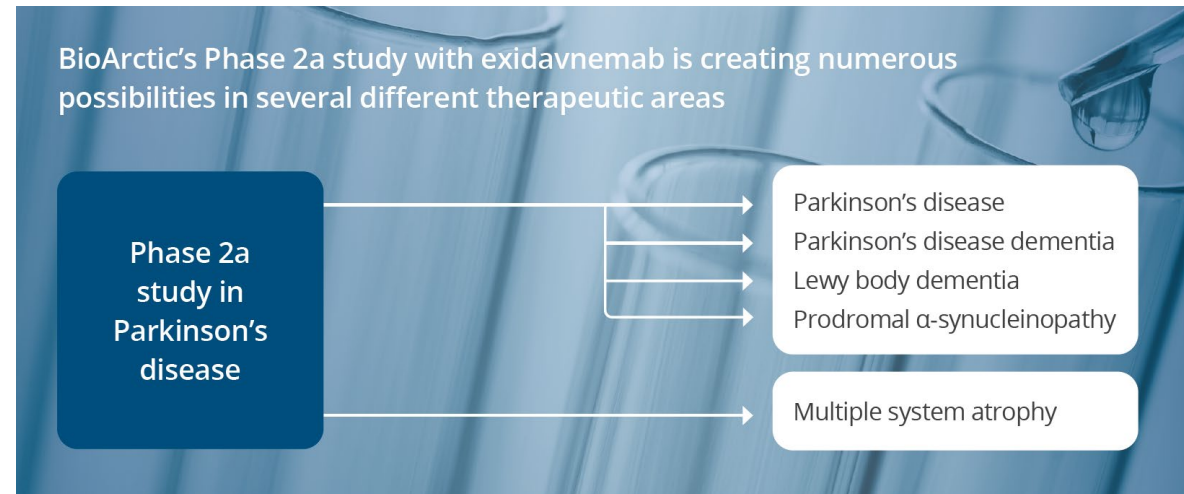 BioArctic’s Phase 2a study with exidavnemab is creating numerous
possibilities in several different therapeutic areas
Phase 2a
study in
Parkinson’s
disease
Parkinson’s disease
Parkinson’s disease dementia
Lewy body dementia
Prodromal α-synucleinopathy
Multiple system atrophy